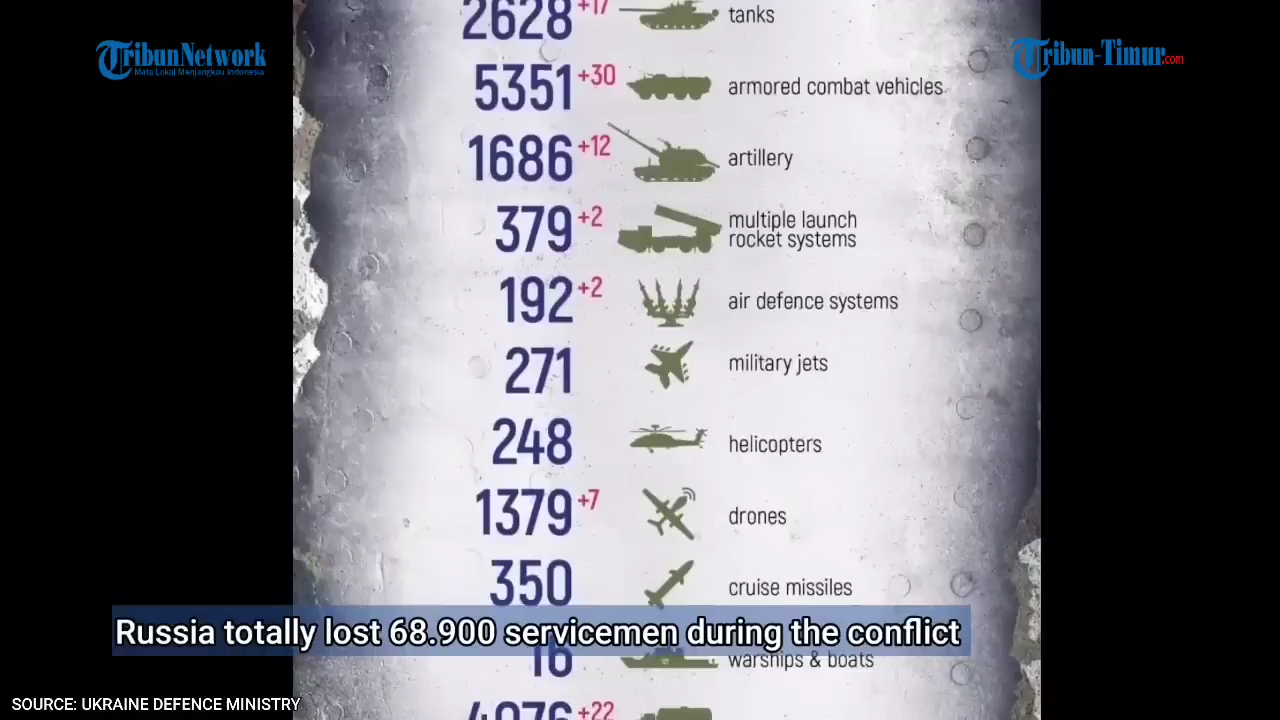 2628 +17 tanks
TribunNetwork
Mata Lokal Menjangkau Indonesia
Tribun-Timur.com
5351 +30 armored combat vehicles
1686 +12 artillery
379 +2 multiple launch
rocket systems
192 +2 air defence systems
271 military jets
248 helicopters
1379 +7 drones
350 cruise missiles
Russia totally lost 68.900 servicemen during the conflict
16 warships & boats
SOURCE: UKRAINE DEFENCE MINISTRY
+22